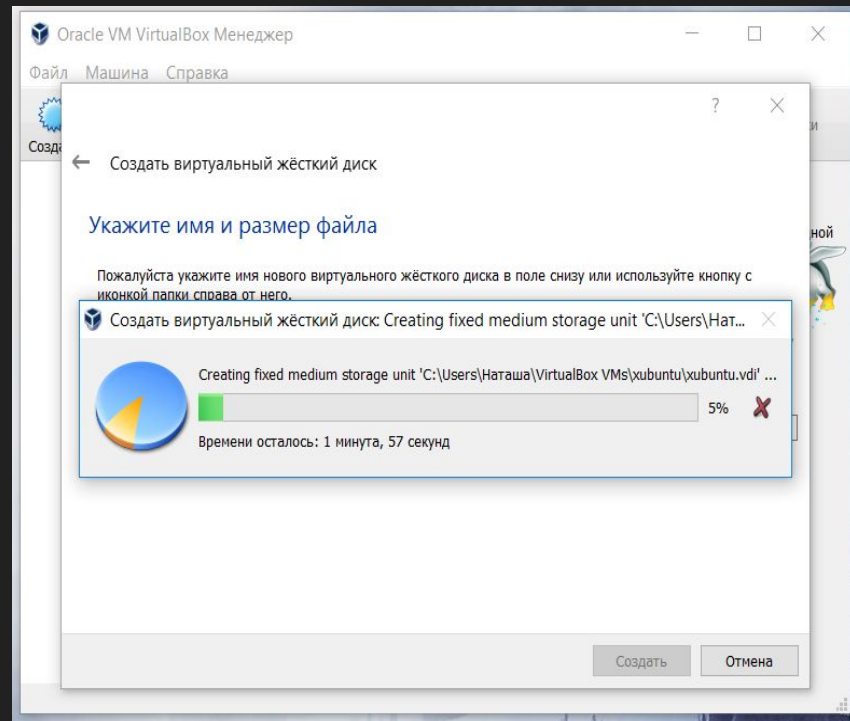 Oracle VM VirtualBox Менеджер
Файл Машина Справка
?
Созда
и
Создать виртуальный жёсткий диск
Укажите имя и размер файла
ной
Пожалуйста укажите имя нового виртуального жёсткого диска в поле снизу или используйте кнопку с
иконкой папки справа от него.
Создать виртуальный жёсткий диск: Creating fixed medium storage unit 'C:\Users\Нат...
Creating fixed medium storage unit 'C:\Users\Наташа\VirtualBox VMs\xubuntu\xubuntu.vdi' ...
5%
Времени осталось: 1 минута, 57 секунд
Создать Отмена